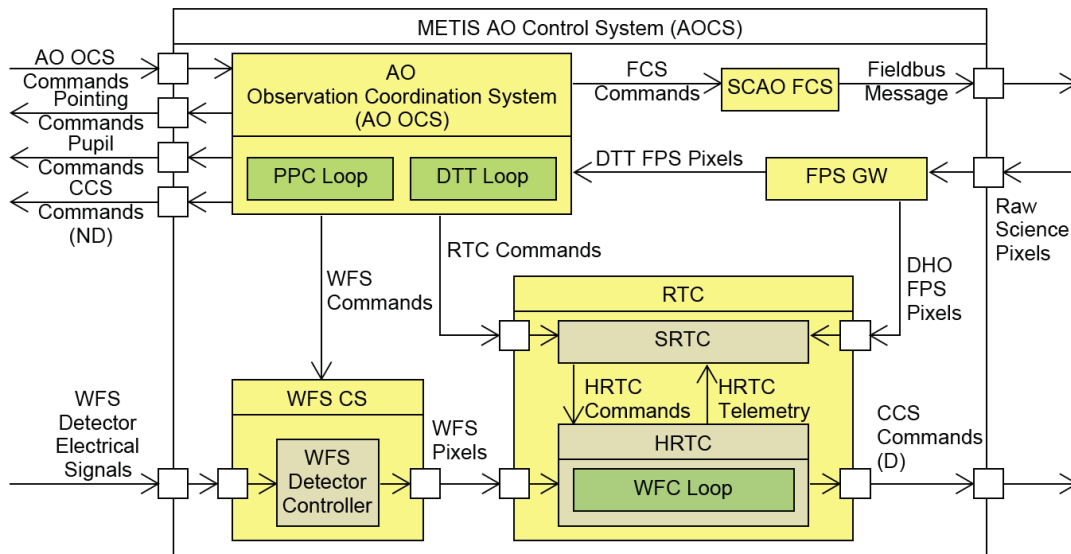 METIS AO Control System (AOCS)
AO OCS
Commands
Pointing
Commands
Pupil
Commands
CCS
Commands
(ND)
AO
Observation Coordination System
(AO OCS)
PPC Loop
DTT Loop
FCS
Commands
SCAO FCS
Fieldbus
Message
DTT FPS Pixels
FPS GW
Raw
Science
Pixels
RTC Commands
WFS
Commands
DHO
FPS
Pixels
RTC
SRTC
HRTC
Commands
HRTC
Telemetry
HRTC
WFC Loop
WFS
Detector
Electrical
Signals
WFS CS
WFS
Detector
Controller
WFS
Pixels
CCS
Commands
(D)